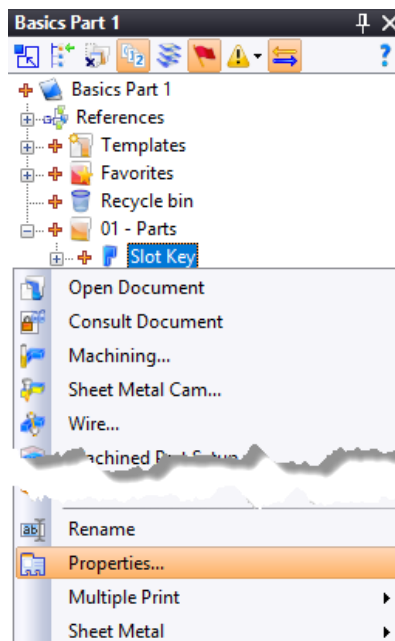 Basics Part 1
Basics Part 1
References
Templates
Favorites
Recycle bin
01 - Parts
Slot Key
Open Document
Consult Document
Machining...
Sheet Metal Cam...
Wire...
Rename
Properties...
Multiple Print
Sheet Metal